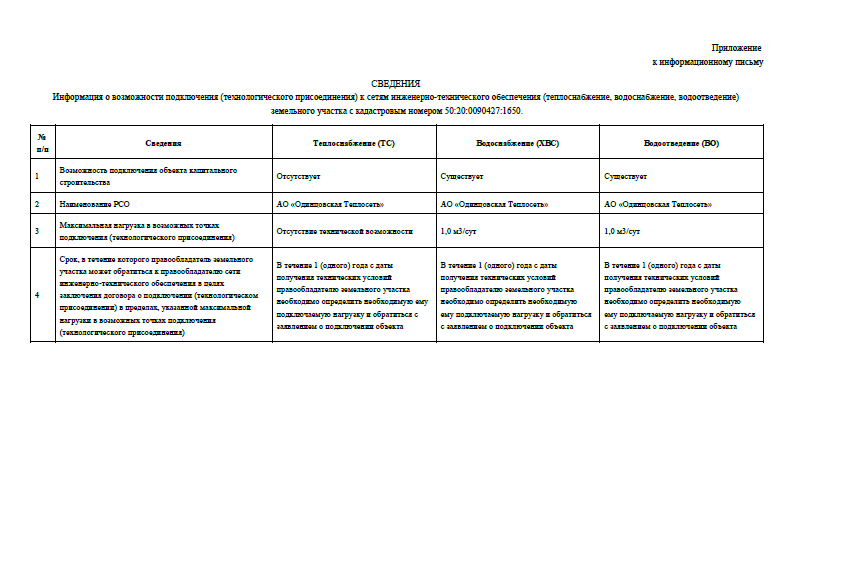 Приложение
к информационному письму
СВЕДЕНИЯ
Информация о возможности подключения (технологического присоединения) к сетям инженерно-технического обеспечения (теплоснабжение, водоснабжение, водоотведение)
земельного участка с кадастровым номером 50:20:0090427:1650.
№
п/п
Сведения
Теплоснабжение (ТС)
Водоснабжение (ХВС)
Водоотведение (ВО)
1
Возможность подключения объекта капитального
строительства
Отсутствует
Существует
Существует
2
Наименование РСО
АО «Одинцовская Теплосеть»
АО «Одинцовская Теплосеть»
АО «Одинцовская Теплосеть»
3
Максимальная нагрузка в возможных точках
подключения (технологического присоединения)
Отсутствие технической возможности
1,0 м3/сут
1,0 м3/сут
4
Срок, в течение которого правообладатель земельного
участка может обратиться к правообладателю сети
инженерно-технического обеспечения в целях
заключения договора о подключении (технологическом
присоединении) в пределах, указанной максимальной
нагрузки в возможных точках подключения
(технологического присоединения)
В течение 1 (одного) года с даты
получения технических условий
правообладателю земельного участка
необходимо определить необходимую ему
подключаемую нагрузку и обратиться с
заявлением о подключении объекта
В течение 1 (одного) года с даты
получения технических условий
правообладателю земельного участка
необходимо определить необходимую
ему подключаемую нагрузку и обратиться
с заявлением о подключении объекта
В течение 1 (одного) года с даты
получения технических условий
правообладателю земельного участка
необходимо определить необходимую
ему подключаемую нагрузку и обратиться
с заявлением о подключении объекта